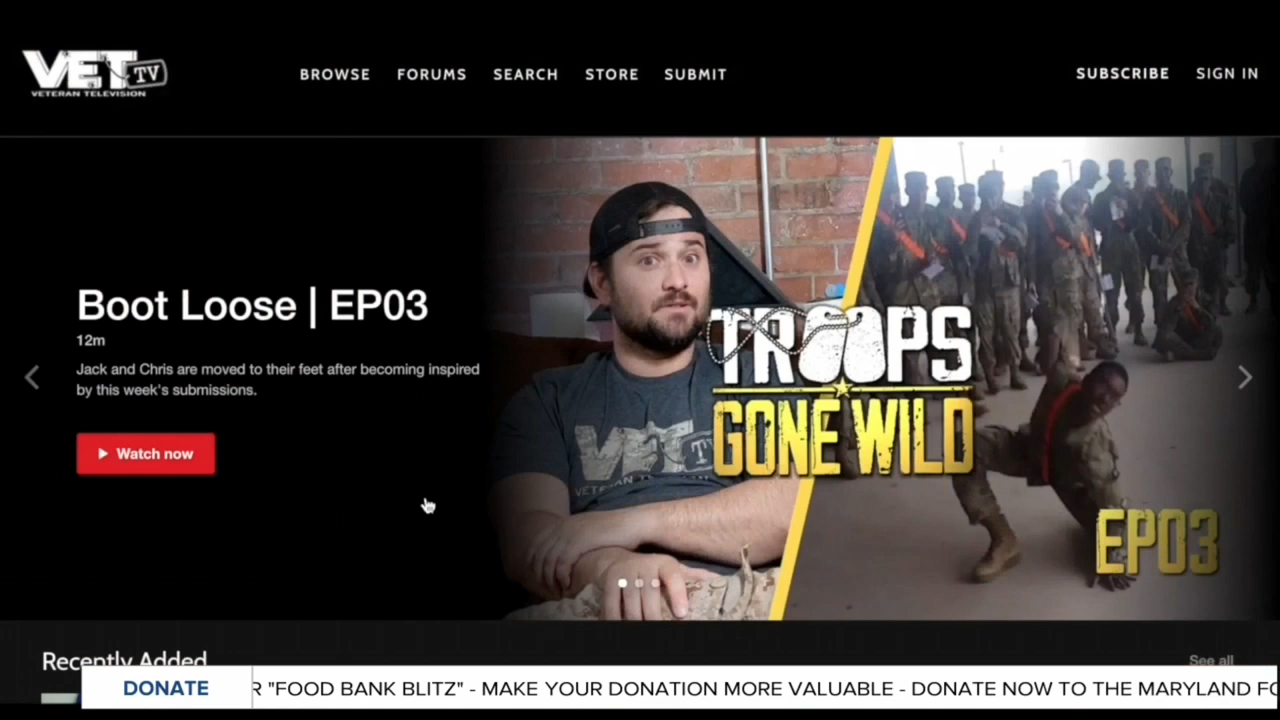 VET TV
VETERAN TELEVISION
BROWSE FORUMS SEARCH STORE SUBMIT
SUBSCRIBE SIGN IN
Boot Loose | EP03
12m
Jack and Chris are moved to their feet after becoming inspired
by this week's submissions.
Watch now
VET TV
TROOPS
GONE WILD
EP03
Recently Added
See all
DONATE
R "FOOD BANK BLITZ" - MAKE YOUR DONATION MORE VALUABLE - DONATE NOW TO THE MARYLAND